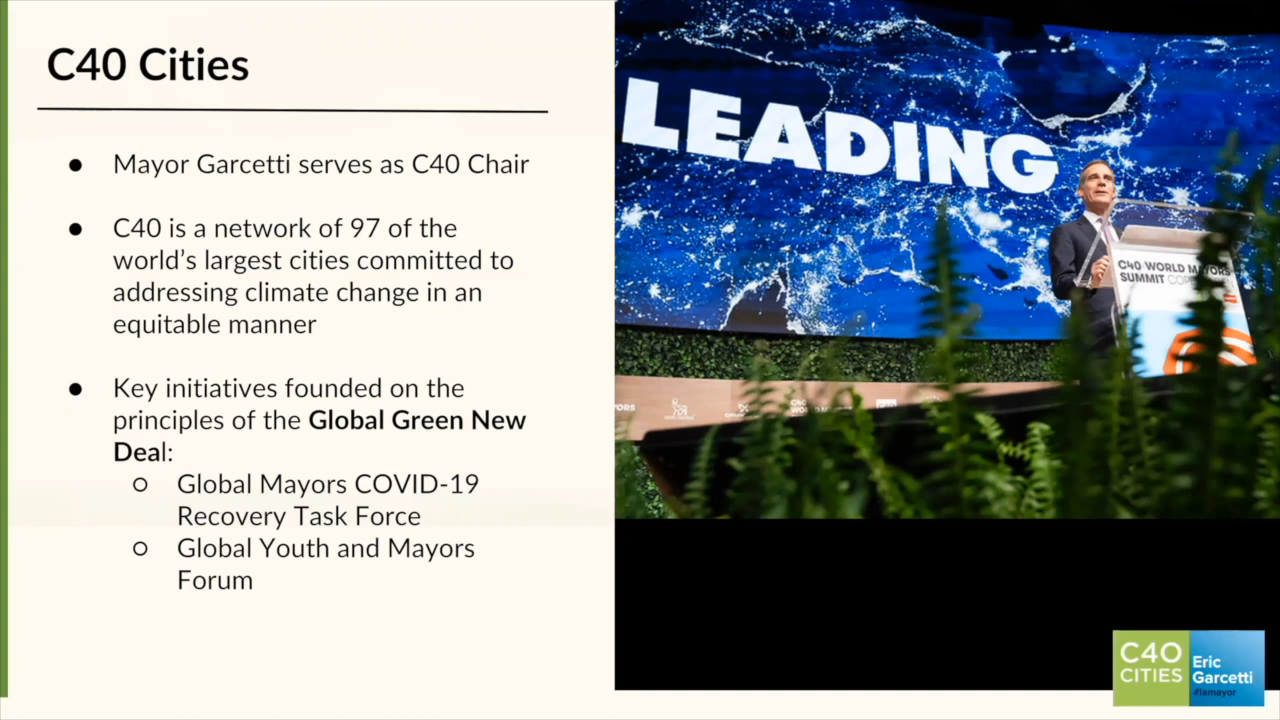 C40 Cities
● Mayor Garcetti serves as C40 Chair
● C40 is a network of 97 of the
world's largest cities committed to
addressing climate change in an
equitable manner
● Key initiatives founded on the
principles of the Global Green New
Deal:
○ Global Mayors COVID-19
Recovery Task Force
○ Global Youth and Mayors
Forum
LEADING
C40 WORLD MAYORS
SUMMIT
C40
CITIES
Eric
Garcetti
#iamayor